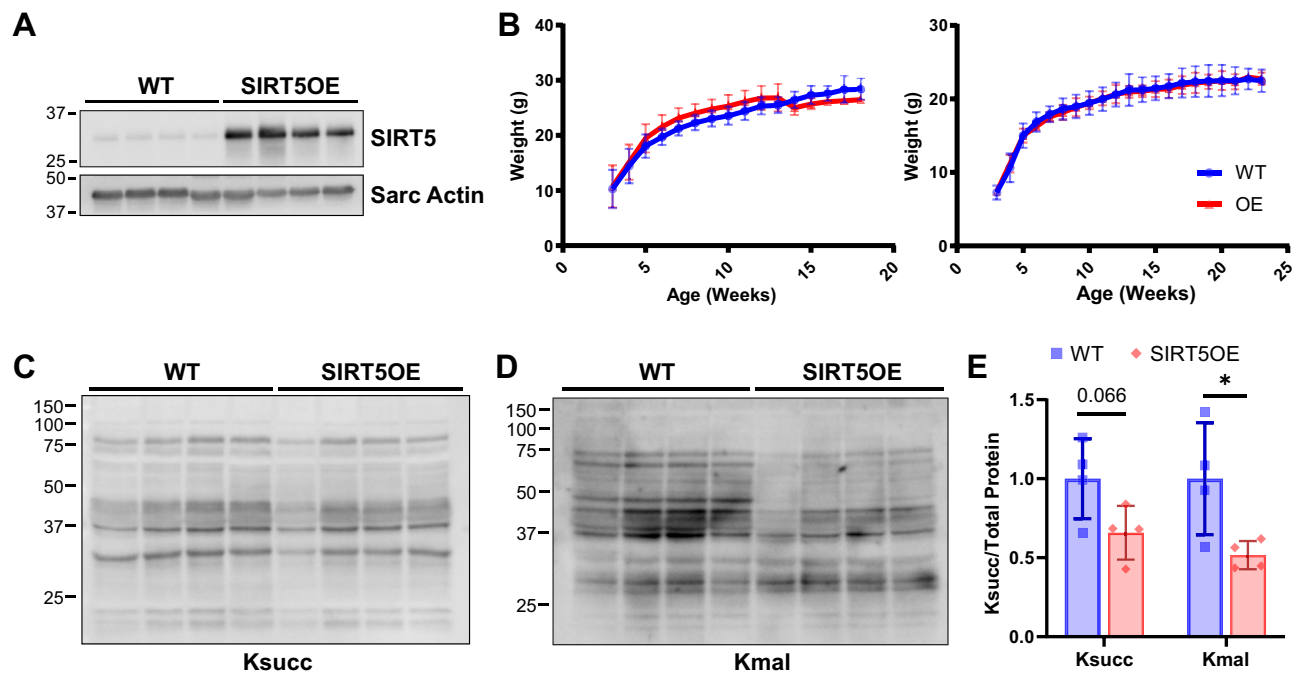 A
WT SIRT5OE
37
25
SIRT5
50
37
Sarc Actin
B
40
30
20
10
0
Weight (g)
0 5 10 15 20
Age (Weeks)
30
20
10
0
Weight (g)
0 5 10 15 20 25
Age (Weeks)
WT
OE
C
WT SIRT5OE
150
100
75
50
37
25
Ksucc
D
WT SIRT5OE
150
100
75
50
37
25
Kmal
E
WT SIRT5OE
0.066 *
1.5
1.0
0.5
0.0
Ksucc/Total Protein
Ksucc Kmal